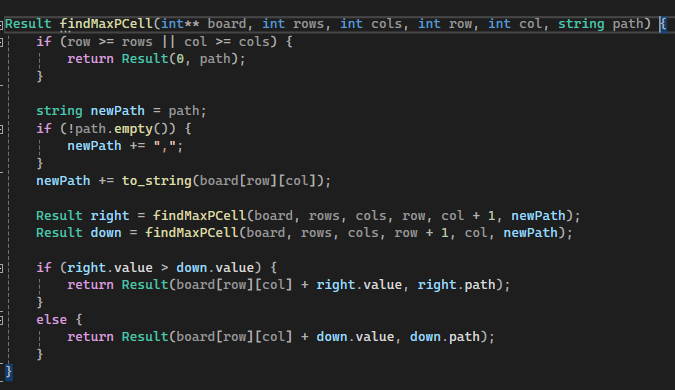 Result findMaxPCell(int** board, int rows, int cols, int row, int col, string path) {
    if (row >= rows || col >= cols) {
        return Result(0, path);
    }

    string newPath = path;
    if (!path.empty()) {
        newPath += ",";
    }
    newPath += to_string(board[row][col]);

    Result right = findMaxPCell(board, rows, cols, row, col + 1, newPath);
    Result down = findMaxPCell(board, rows, cols, row + 1, col, newPath);

    if (right.value > down.value) {
        return Result(board[row][col] + right.value, right.path);
    }
    else {
        return Result(board[row][col] + down.value, down.path);
    }
}